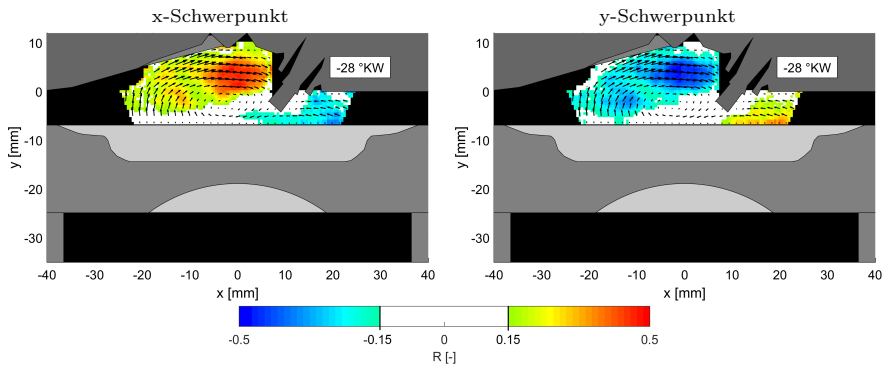 x-Schwerpunkt y-Schwerpunkt
10 10
-28 °KW -28 °KW
0 0
-10 -10
y [mm] y [mm]
-20 -20
-30 -30
-40 -30 -20 -10 0 10 20 30 40 -40 -30 -20 -10 0 10 20 30 40
x [mm] x [mm]
-0.5 -0.15 0 0.15 0.5
R [-]